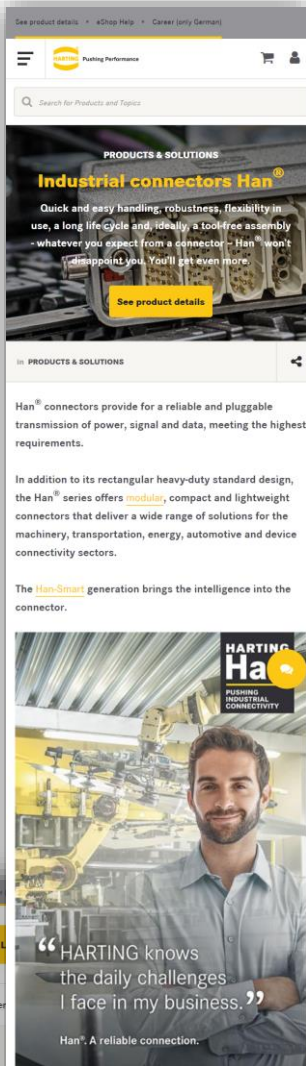 See product details • eShop Help • Career (only German)
HARTING Pushing Performance
Search for Products and Topics
PRODUCTS & SOLUTIONS
Industrial connectors Han®
Quick and easy handling, robustness, flexibility in
use, a long life cycle and, ideally, a tool-free assembly
- whatever you expect from a connector – Han® won't
disappoint you. You'll get even more.
See product details
in PRODUCTS & SOLUTIONS
Han® connectors provide for a reliable and pluggable
transmission of power, signal and data, meeting the highest
requirements.
In addition to its rectangular heavy-duty standard design,
the Han® series offers modular, compact and lightweight
connectors that deliver a wide range of solutions for the
machinery, transportation, energy, automotive and device
connectivity sectors.
The Han-Smart generation brings the intelligence into the
connector.
HARTING
Ha
PUSHING
INDUSTRIAL
CONNECTIVITY
“HARTING knows
the daily challenges
I face in my business.”
Han®. A reliable connection.